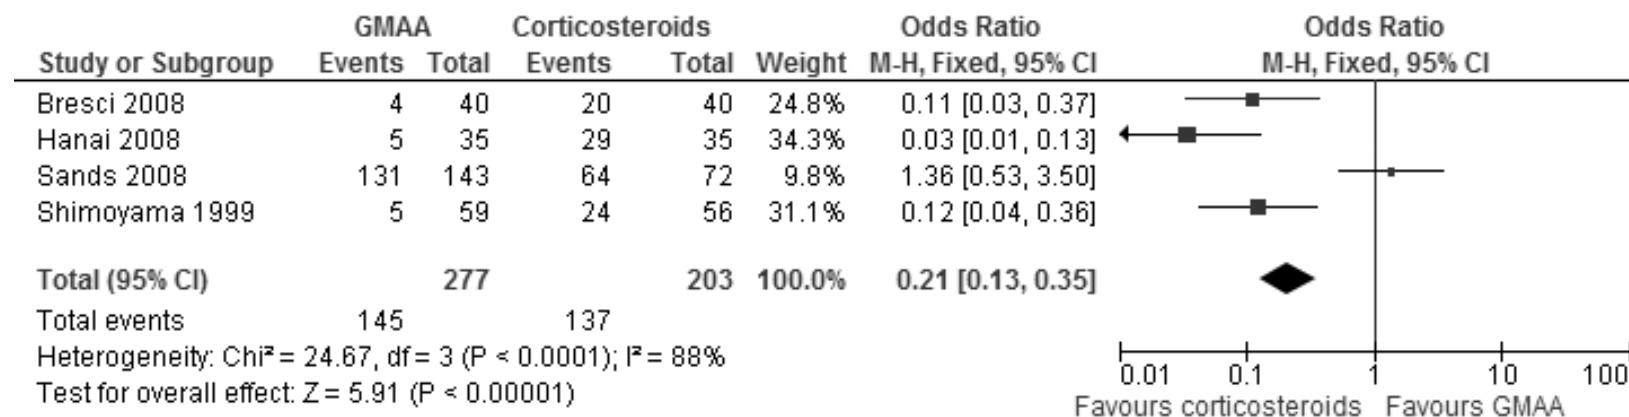 GMAA Corticosteroids Odds Ratio Odds Ratio
Study or Subgroup Events Total Events Total Weight M-H, Fixed, 95% CI M-H, Fixed, 95% CI
Bresci 2008 4 40 20 40 24.8% 0.11 [0.03, 0.37]
Hanai 2008 5 35 29 35 34.3% 0.03 [0.01, 0.13]
Sands 2008 131 143 64 72 9.8% 1.36 [0.53, 3.50]
Shimoyama 1999 5 59 24 56 31.1% 0.12 [0.04, 0.36]
Total (95% CI) 277 203 100.0% 0.21 [0.13, 0.35]
Total events 145 137
Heterogeneity: Chi² = 24.67, df = 3 (P < 0.0001); I² = 88%
Test for overall effect: Z = 5.91 (P < 0.00001)
0.01 0.1 1 10 100
Favours corticosteroids Favours GMAA